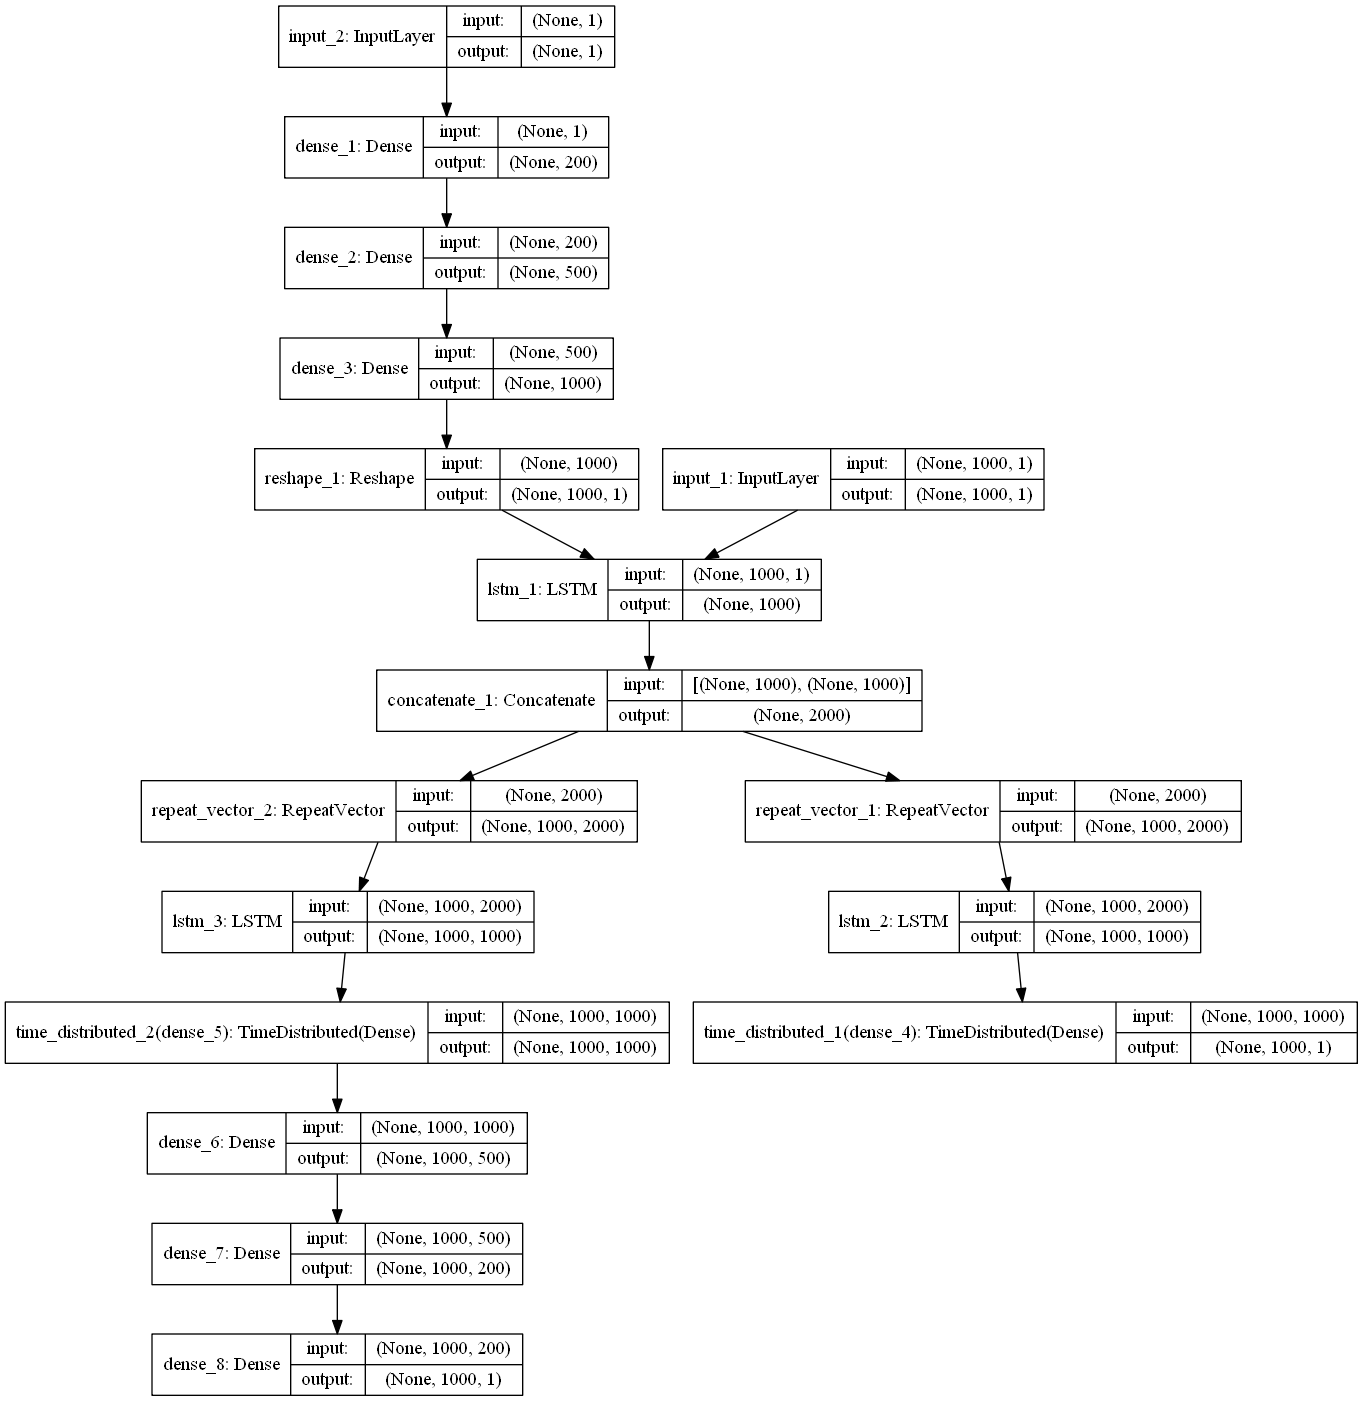 input_2: InputLayer
input: (None, 1)
output: (None, 1)
dense_1: Dense
input: (None, 1)
output: (None, 200)
dense_2: Dense
input: (None, 200)
output: (None, 500)
dense_3: Dense
input: (None, 500)
output: (None, 1000)
reshape_1: Reshape
input: (None, 1000)
output: (None, 1000, 1)
input_1: InputLayer
input: (None, 1000, 1)
output: (None, 1000, 1)
lstm_1: LSTM
input: (None, 1000, 1)
output: (None, 1000)
concatenate_1: Concatenate
input: [(None, 1000), (None, 1000)]
output: (None, 2000)
repeat_vector_2: RepeatVector
input: (None, 2000)
output: (None, 1000, 2000)
repeat_vector_1: RepeatVector
input: (None, 2000)
output: (None, 1000, 2000)
lstm_3: LSTM
input: (None, 1000, 2000)
output: (None, 1000, 1000)
lstm_2: LSTM
input: (None, 1000, 2000)
output: (None, 1000, 1000)
time_distributed_2(dense_5): TimeDistributed(Dense)
input: (None, 1000, 1000)
output: (None, 1000, 1000)
time_distributed_1(dense_4): TimeDistributed(Dense)
input: (None, 1000, 1000)
output: (None, 1000, 1)
dense_6: Dense
input: (None, 1000, 1000)
output: (None, 1000, 500)
dense_7: Dense
input: (None, 1000, 500)
output: (None, 1000, 200)
dense_8: Dense
input: (None, 1000, 200)
output: (None, 1000, 1)